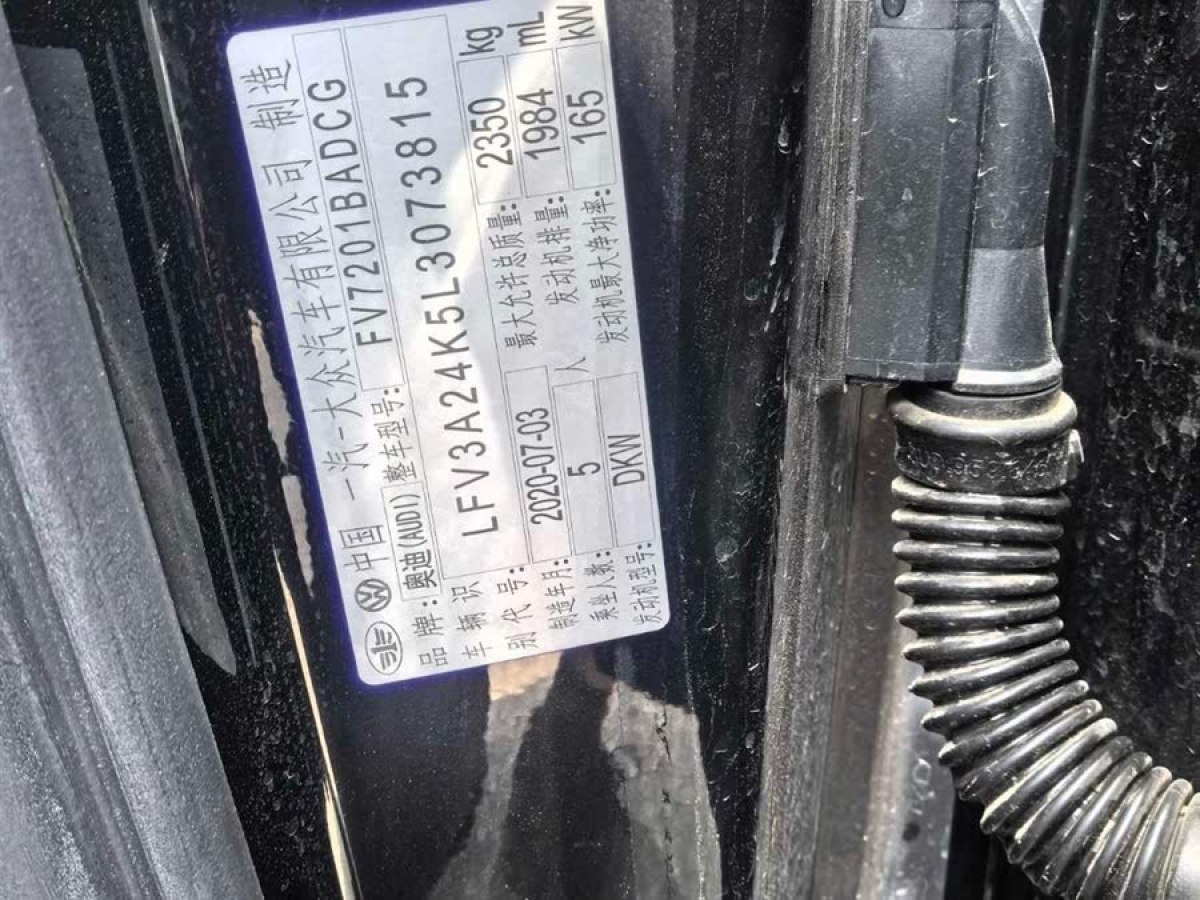 中国 一汽-大众汽车有限公司 制造
品牌: 奥迪(AUDI) 整车型号: FV7201BADCG
车辆识别代号: LFV3A24K5L3073815
制造年月: 2020-07-03 最大允许总质量: 2350 kg
乘坐人数: 5 人 发动机排量: 1984 mL
发动机型号: DKW 发动机最大净功率: 165 kW